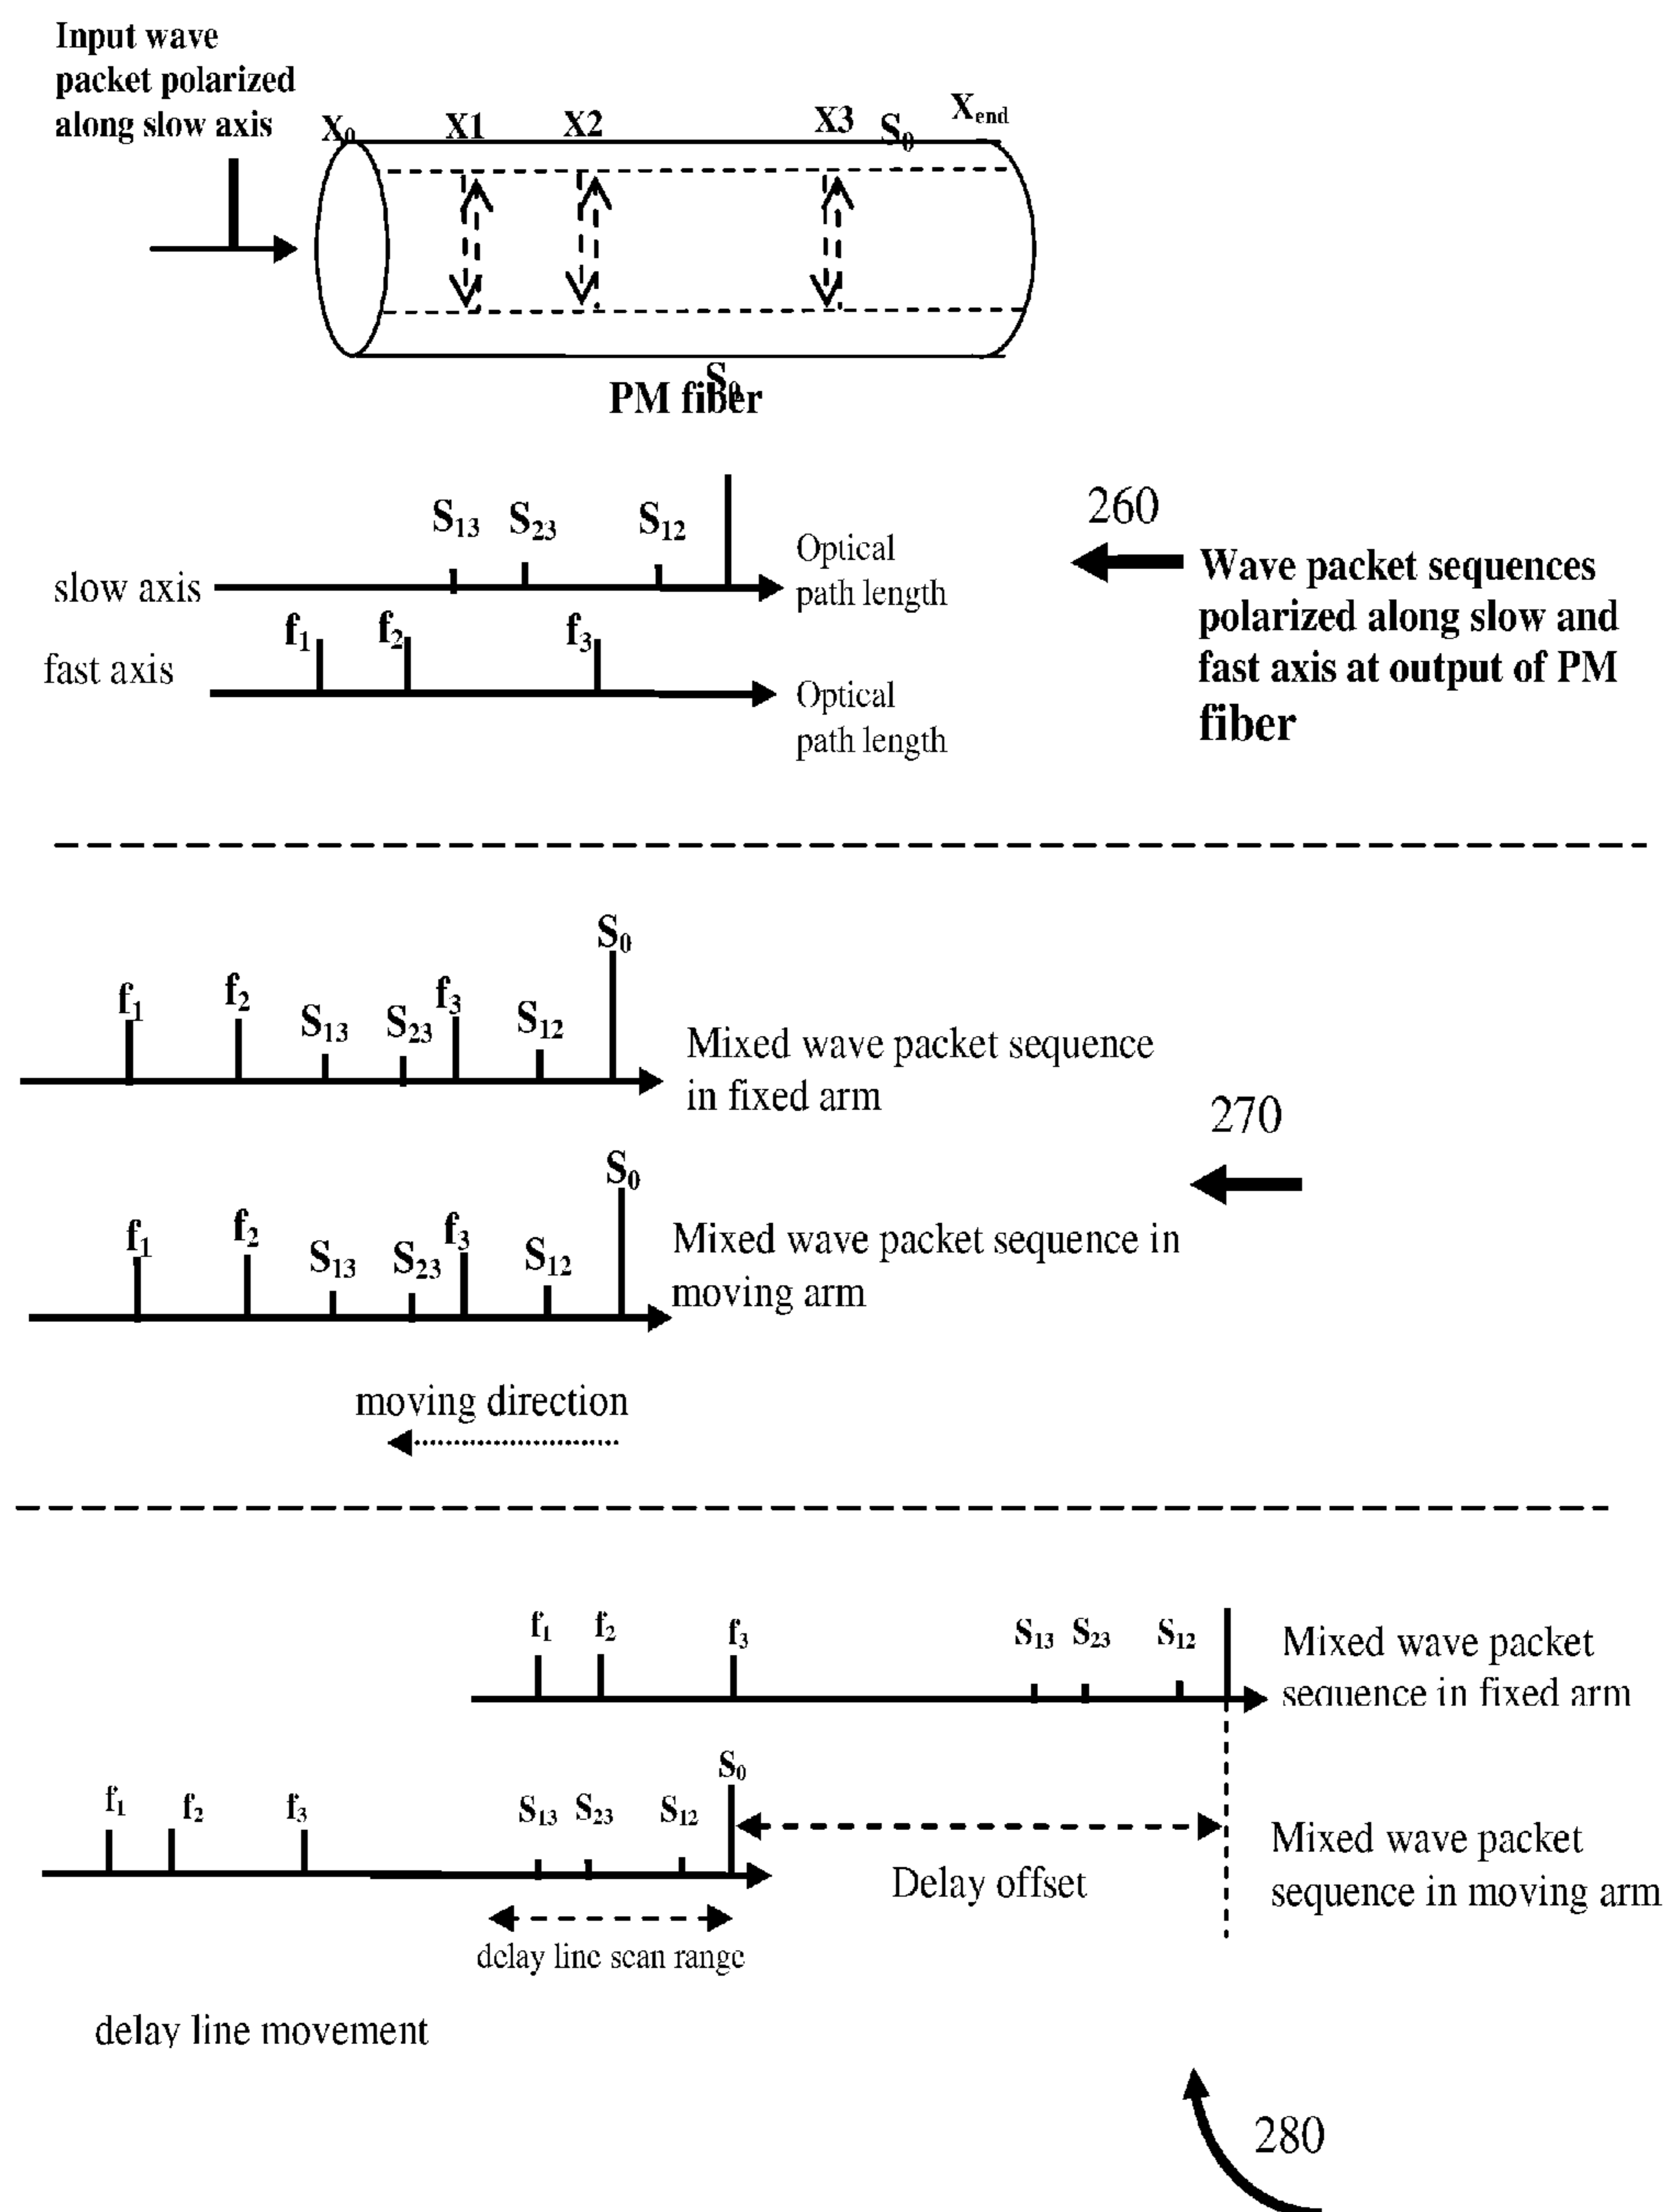 Input wave
packet polarized
along slow axis
X₀ X1 X2 X3 S₀ Xₑₙd
S₀
PM fiber
S₁₃ S₂₃ S₁₂
slow axis
Optical
path length
f₁ f₂ f₃
fast axis
Optical
path length
260
Wave packet sequences
polarized along slow and
fast axis at output of PM
fiber
f₁ f₂ S₁₃ S₂₃ f₃ S₁₂ S₀
Mixed wave packet sequence
in fixed arm
270
f₁ f₂ S₁₃ S₂₃ f₃ S₁₂ S₀
Mixed wave packet sequence in
moving arm
moving direction
f₁ f₂ f₃ S₁₃ S₂₃ S₁₂
Mixed wave packet
sequence in fixed arm
f₁ f₂ f₃ S₁₃ S₂₃ S₁₂ S₀
Delay offset
Mixed wave packet
sequence in moving arm
delay line scan range
delay line movement
280